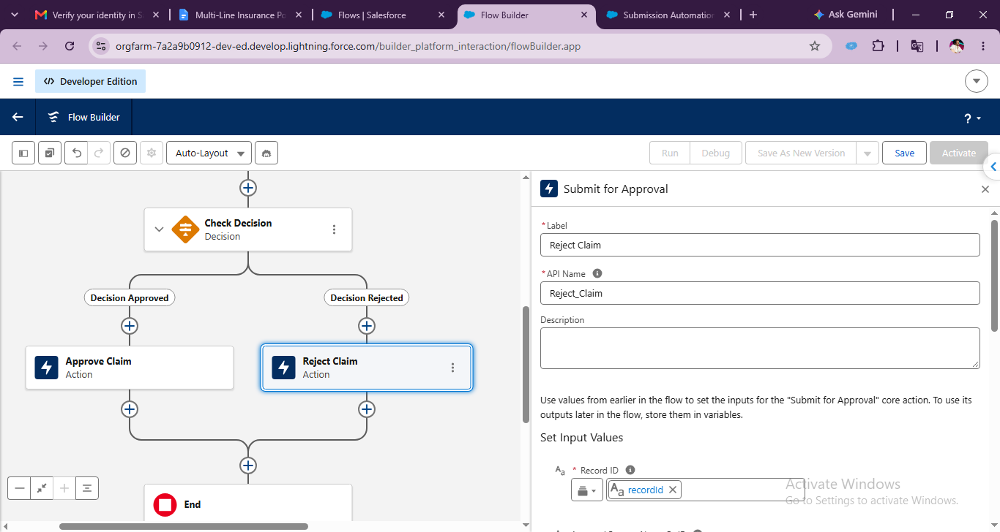 Verify your identity in S
Multi-Line Insurance Po
Flows | Salesforce
Flow Builder
Submission Automation
Ask Gemini
orgfarm-7a2a9b0912-dev-ed.develop.lightning.force.com/builder_platform_interaction/flowBuilder.app
</> Developer Edition
Flow Builder
?
Auto-Layout
Run
Debug
Save As New Version
Save
Activate
Check Decision
Decision
Decision Approved
Decision Rejected
Approve Claim
Action
Reject Claim
Action
End
Submit for Approval
* Label
Reject Claim
* API Name
Reject_Claim
Description
Use values from earlier in the flow to set the inputs for the "Submit for Approval" core action. To use its
outputs later in the flow, store them in variables.
Set Input Values
Aa * Record ID
Aa recordId
Activate Windows
Go to Settings to activate Windows.